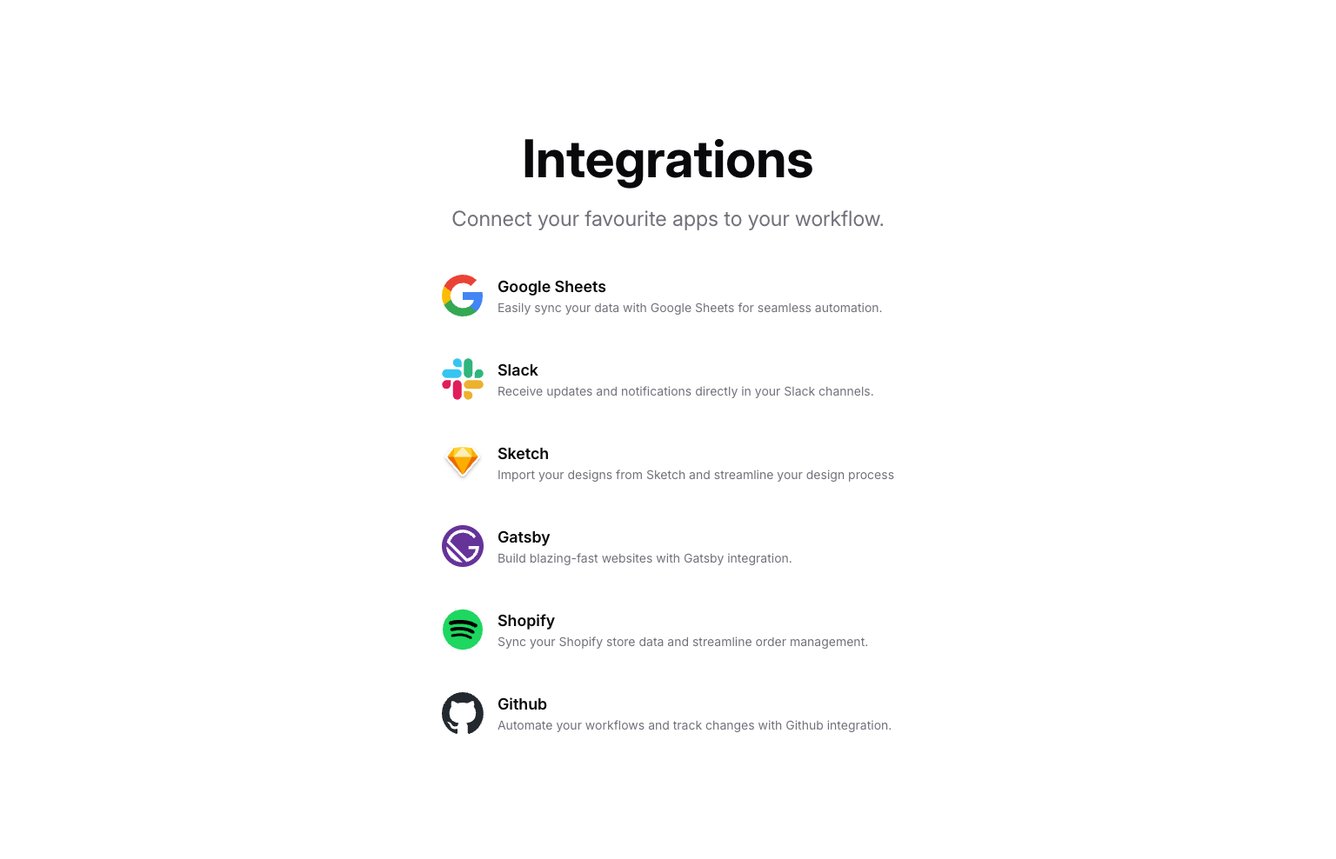 Integrations
Connect your favourite apps to your workflow.
Google Sheets
Easily sync your data with Google Sheets for seamless automation.
Slack
Receive updates and notifications directly in your Slack channels.
Sketch
Import your designs from Sketch and streamline your design process
Gatsby
Build blazing-fast websites with Gatsby integration.
Shopify
Sync your Shopify store data and streamline order management.
Github
Automate your workflows and track changes with Github integration.